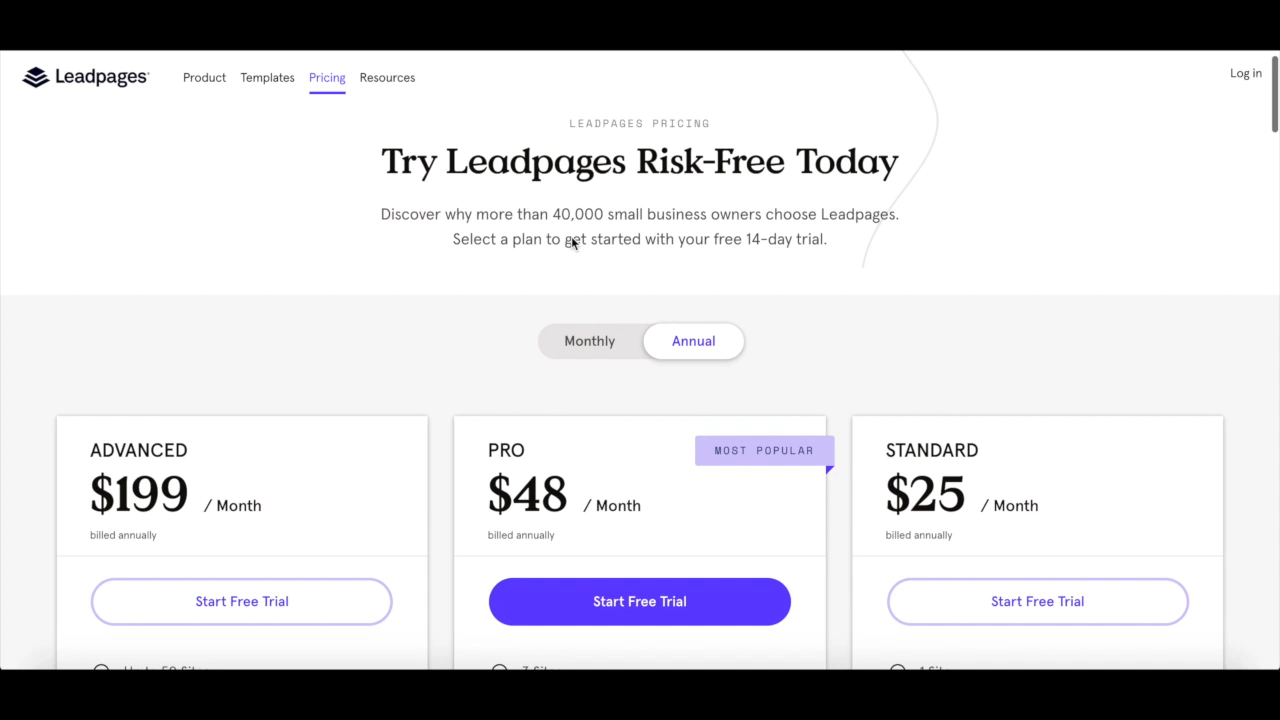 Leadpages
Product Templates Pricing Resources
Log in
LEADPAGES PRICING
Try Leadpages Risk-Free Today
Discover why more than 40,000 small business owners choose Leadpages.
Select a plan to get started with your free 14-day trial.
Monthly Annual
ADVANCED
$199 / Month
billed annually
Start Free Trial
PRO
MOST POPULAR
$48 / Month
billed annually
Start Free Trial
STANDARD
$25 / Month
billed annually
Start Free Trial